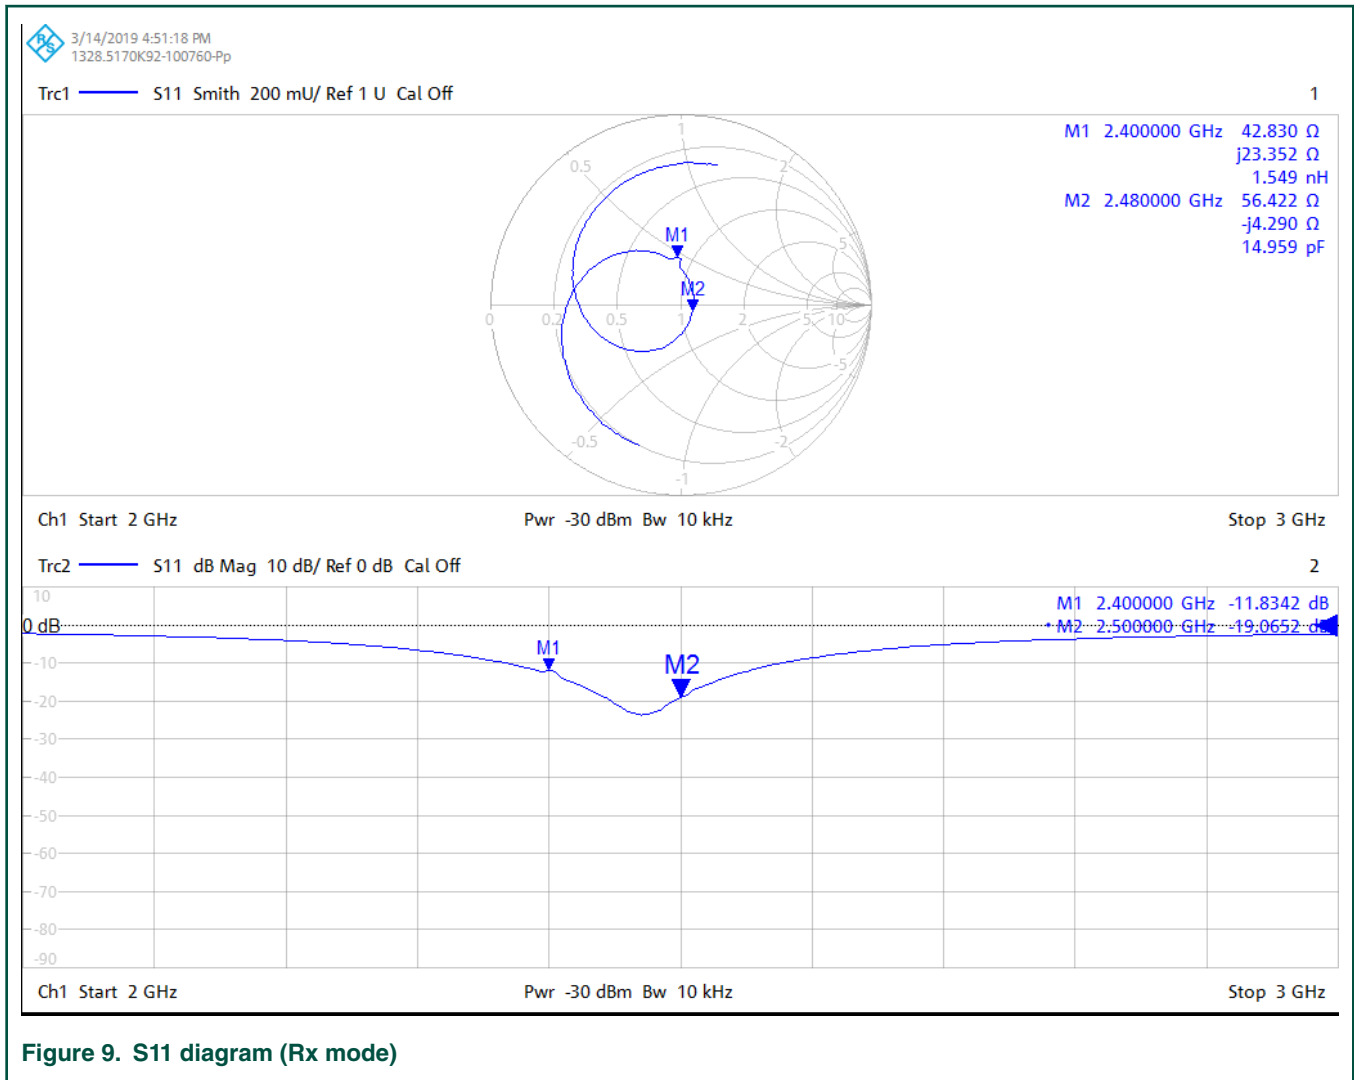 R&S
3/14/2019 4:51:18 PM
1328.5170K92-100760-Pp
Trc1 S11 Smith 200 mU/ Ref 1 U Cal Off 1
M1 2.400000 GHz 42.830 Ω
j23.352 Ω
1.549 nH
M2 2.480000 GHz 56.422 Ω
-j4.290 Ω
14.959 pF
1
0.5 2
M1
5
M2
0 0.2 0.5 1 2 5 10
-5
-0.5 -2
-1
Ch1 Start 2 GHz Pwr -30 dBm Bw 10 kHz Stop 3 GHz
Trc2 S11 dB Mag 10 dB/ Ref 0 dB Cal Off 2
10
M1 2.400000 GHz -11.8342 dB
0 dB
• M2 2.500000 GHz -19.0652 dB
M1
M2
-10
-20
-30
-40
-50
-60
-70
-80
-90
Ch1 Start 2 GHz Pwr -30 dBm Bw 10 kHz Stop 3 GHz
Figure 9. S11 diagram (Rx mode)